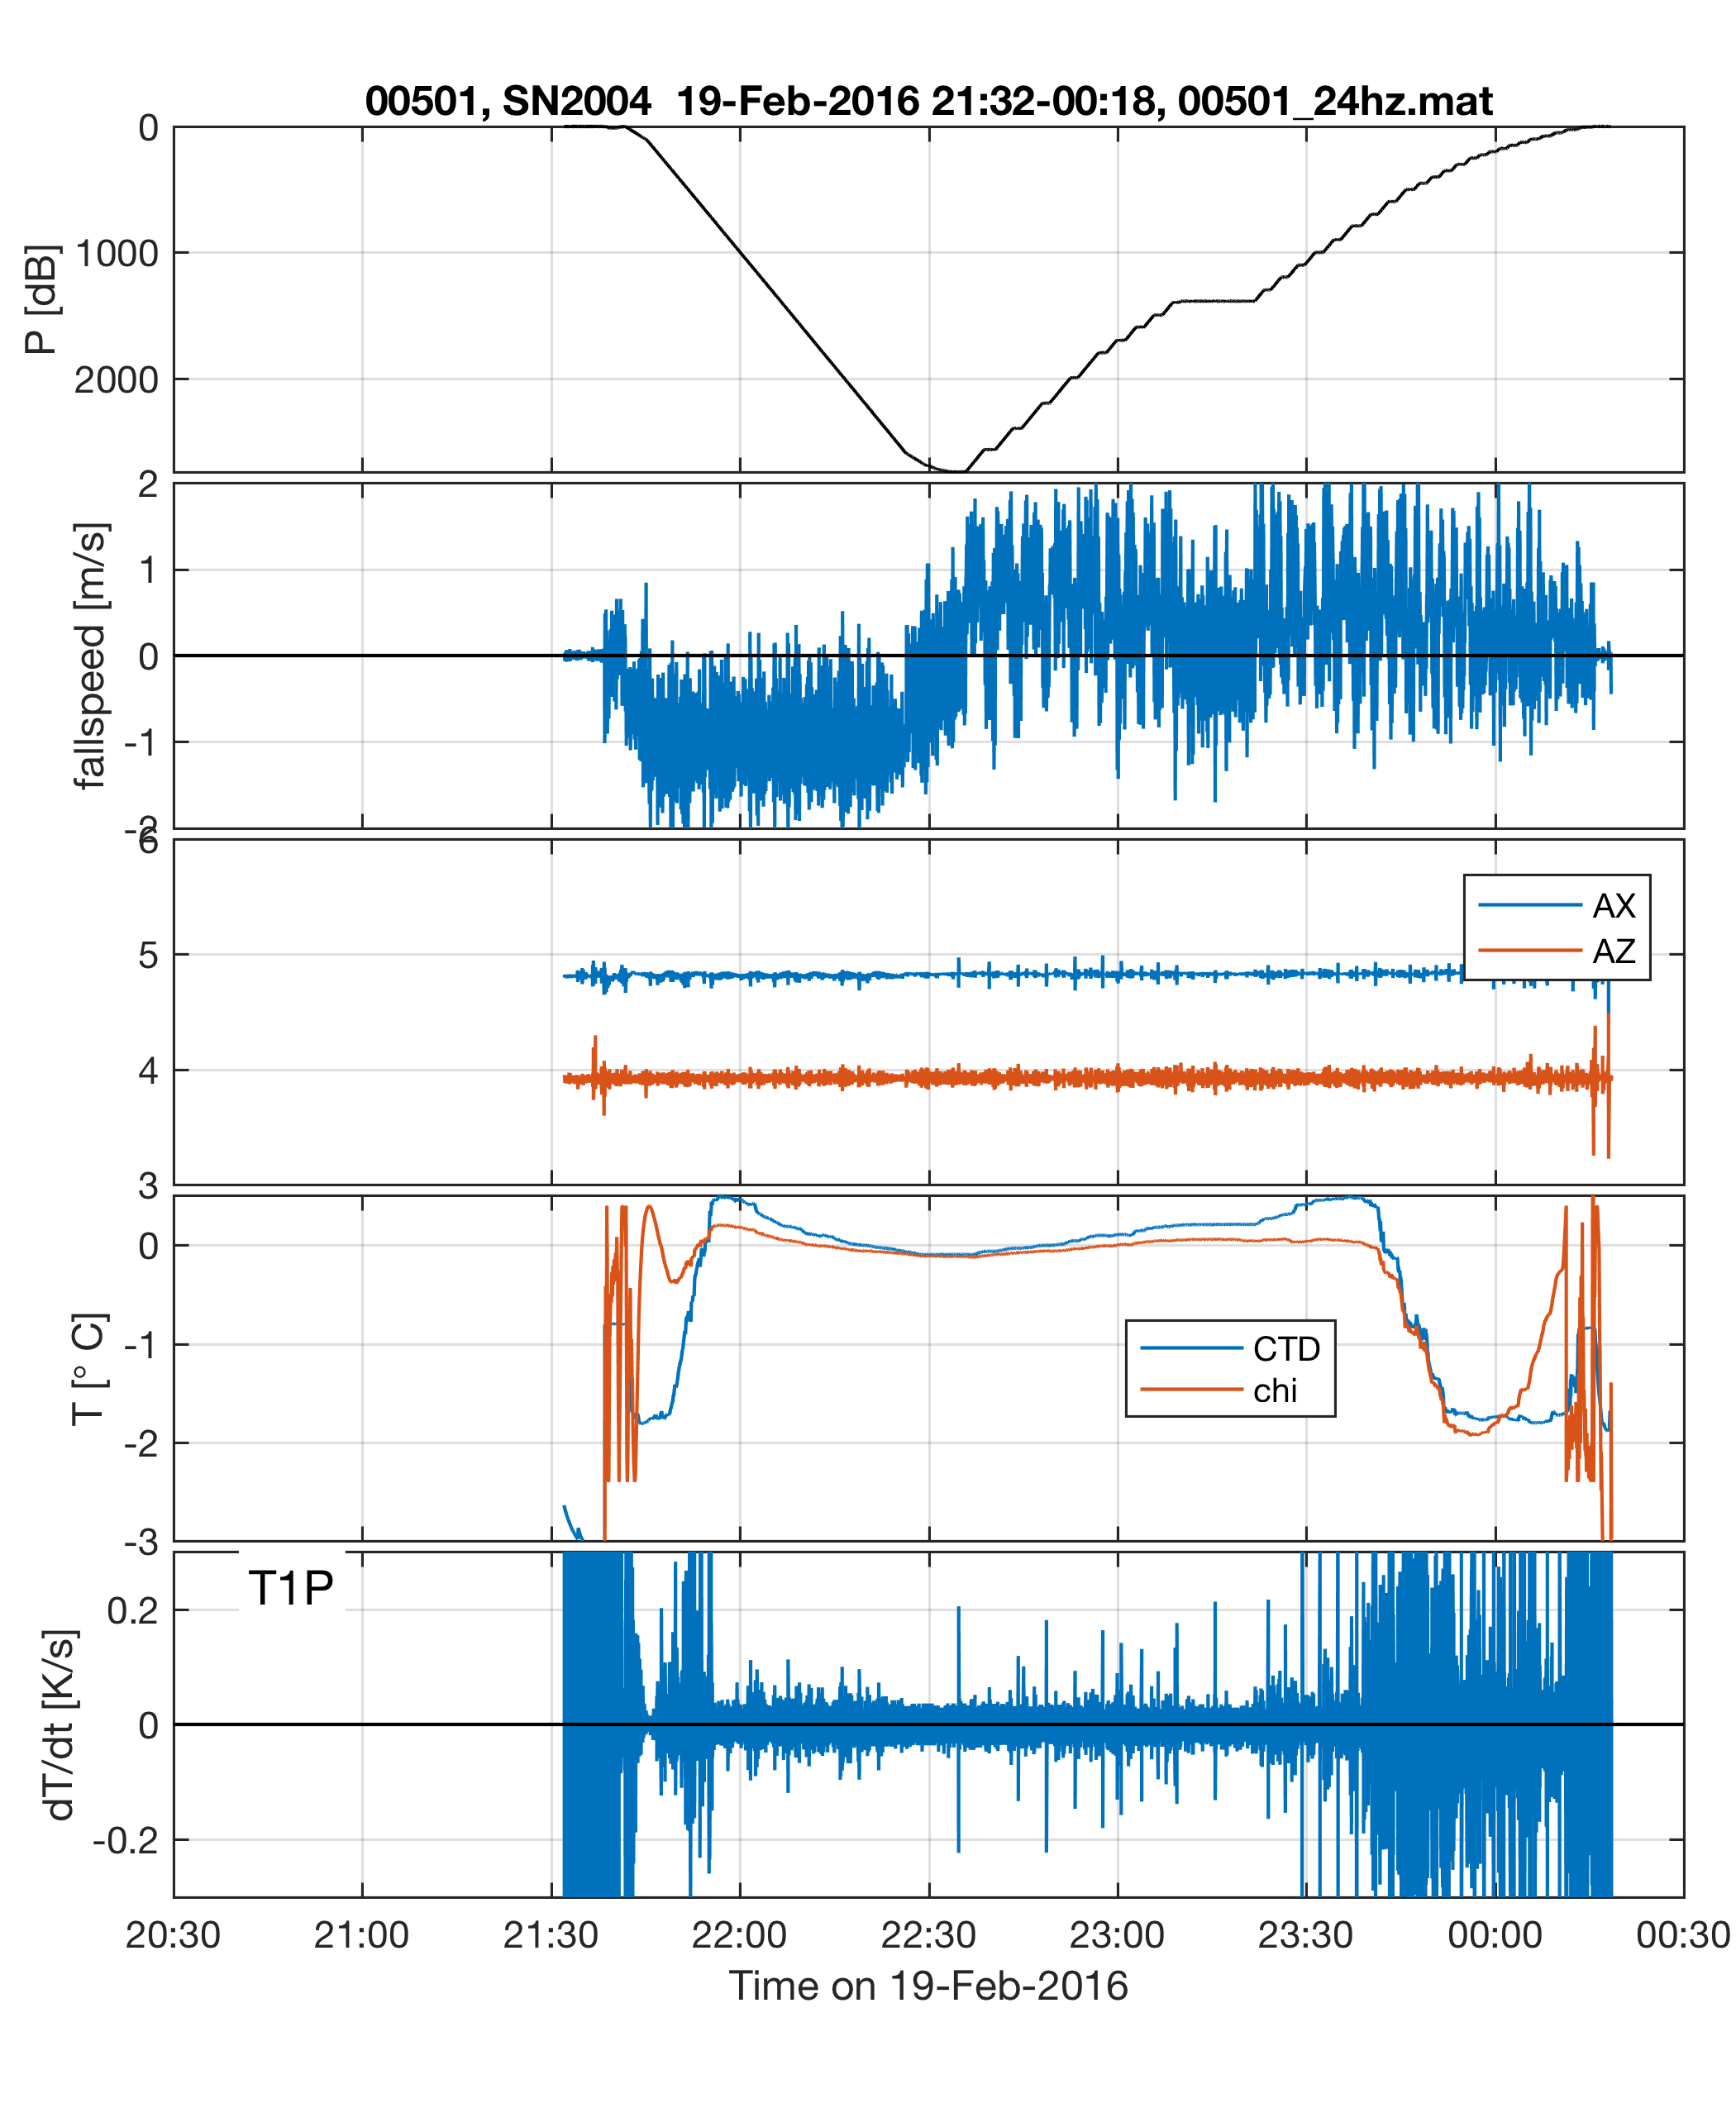 00501, SN2004  19-Feb-2016 21:32-00:18, 00501_24hz.mat
0
1000
2000
P [dB]
2
1
0
-1
-2
fallspeed [m/s]
6
5
4
3
AX
AZ
3
0
-1
-2
-3
T [° C]
CTD
chi
T1P
0.2
0
-0.2
dT/dt [K/s]
20:30 21:00 21:30 22:00 22:30 23:00 23:30 00:00 00:30
Time on 19-Feb-2016